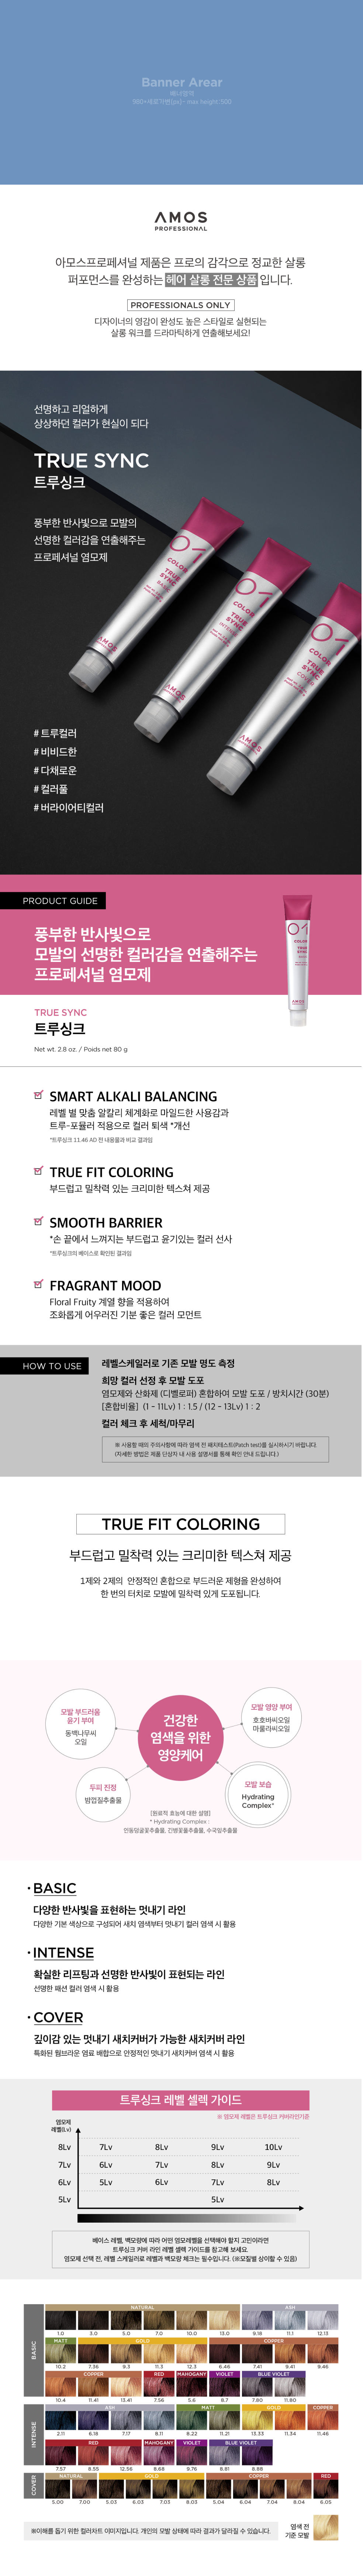 Banner Arear
배너영역
980*세로가변(px)- max height:500
AMOS
PROFESSIONAL
아모스프로페셔널 제품은 프로의 감각으로 정교한 살롱
퍼포먼스를 완성하는 헤어 살롱 전문 상품 입니다.
PROFESSIONALS ONLY
디자이너의 영감이 완성도 높은 스타일로 실현되는
살롱 워크를 드라마틱하게 연출해보세요!
선명하고 리얼하게
상상하던 컬러가 현실이 되다
TRUE SYNC
트루싱크
풍부한 반사빛으로 모발의
선명한 컬러감을 연출해주는
프로페셔널 염모제
01
COLOR
TRUE
SYNC
BASIC
AMOS
01
COLOR
TRUE
SYNC
INTENSE
AMOS
01
COLOR
TRUE
SYNC
COVER
AMOS
# 트루컬러
# 비비드한
# 다채로운
# 컬러풀
# 버라이어티컬러
PRODUCT GUIDE
풍부한 반사빛으로
모발의 선명한 컬러감을 연출해주는
프로페셔널 염모제
01
COLOR
TRUE
SYNC
AMOS
TRUE SYNC
트루싱크
Net wt. 2.8 oz. / Poids net 80 g
SMART ALKALI BALANCING
레벨 별 맞춤 알칼리 체계화로 마일드한 사용감과
트루-포뮬러 적용으로 컬러 퇴색 *개선
*트루싱크 11.46 AD 전 내용물과 비교 결과임
TRUE FIT COLORING
부드럽고 밀착력 있는 크리미한 텍스쳐 제공
SMOOTH BARRIER
*손 끝에서 느껴지는 부드럽고 윤기있는 컬러 선사
*트루싱크의 베이스로 확인된 결과임
FRAGRANT MOOD
Floral Fruity 계열 향을 적용하여
조화롭게 어우러진 기분 좋은 컬러 모먼트
HOW TO USE
레벨스케일러로 기존 모발 명도 측정
희망 컬러 선정 후 모발 도포
염모제와 산화제 (디벨로퍼) 혼합하여 모발 도포 / 방치시간 (30분)
[혼합비율] (1 - 11Lv) 1 : 1.5 / (12 - 13Lv) 1 : 2
컬러 체크 후 세척/마무리
※ 사용할 때의 주의사항에 따라 염색 전 패치테스트(Patch test)를 실시하시기 바랍니다.
(자세한 방법은 제품 단상자 내 사용 설명서를 통해 확인 안내 드립니다.)
TRUE FIT COLORING
부드럽고 밀착력 있는 크리미한 텍스쳐 제공
1제와 2제의 안정적인 혼합으로 부드러운 제형을 완성하여
한 번의 터치로 모발에 밀착력 있게 도포됩니다.
모발 부드러움
윤기 부여
동백나무씨
오일
건강한
염색을 위한
영양케어
모발 영양 부여
호호바씨오일
마룰라씨오일
두피 진정
밤껍질추출물
모발 보습
Hydrating
Complex*
[원료적 효능에 대한 설명]
* Hydrating Complex :
인동덩굴꽃추출물, 긴병꽃풀추출물, 수국잎추출물
· BASIC
다양한 반사빛을 표현하는 멋내기 라인
다양한 기본 색상으로 구성되어 새치 염색부터 멋내기 컬러 염색 시 활용
· INTENSE
확실한 리프팅과 선명한 반사빛이 표현되는 라인
선명한 패션 컬러 염색 시 활용
· COVER
깊이감 있는 멋내기 새치커버가 가능한 새치커버 라인
특화된 웜브라운 염료 배합으로 안정적인 멋내기 새치커버 염색 시 활용
트루싱크 레벨 셀렉 가이드
※ 염모제 레벨은 트루싱크 커버라인기준
염모제
레벨(Lv)
8Lv 7Lv 8Lv 9Lv 10Lv
7Lv 6Lv 7Lv 8Lv 9Lv
6Lv 5Lv 6Lv 7Lv 8Lv
5Lv 5Lv
베이스 레벨, 백모량에 따라 어떤 염모레벨을 선택해야 할지 고민이라면
트루싱크 커버 라인 레벨 셀렉 가이드를 참고해 보세요.
염모제 선택 전, 레벨 스케일러로 레벨과 백모량 체크는 필수입니다. (※모질별 상이할 수 있음)
BASIC
NATURAL ASH
1.0 3.0 5.0 7.0 10.0 13.0 9.18 11.1 12.13
MATT GOLD COPPER
10.2 7.36 9.3 11.3 12.3 6.46 7.41 9.41 9.46
COPPER RED MAHOGANY VIOLET BLUE VIOLET
10.4 11.41 13.41 7.56 5.6 8.7 7.80 11.80
INTENSE
ASH MATT GOLD COPPER
2.11 6.18 7.17 9.11 8.22 11.21 13.33 11.34 11.46
RED MAHOGANY VIOLET BLUE VIOLET
7.57 8.55 12.56 8.68 9.76 8.81 8.88
COVER
NATURAL GOLD COPPER RED
5.00 7.00 5.03 6.03 7.03 8.03 5.04 6.04 7.04 8.04 6.05
※이해를 돕기 위한 컬러차트 이미지입니다. 개인의 모발 상태에 따라 결과가 달라질 수 있습니다.
염색 전
기준 모발